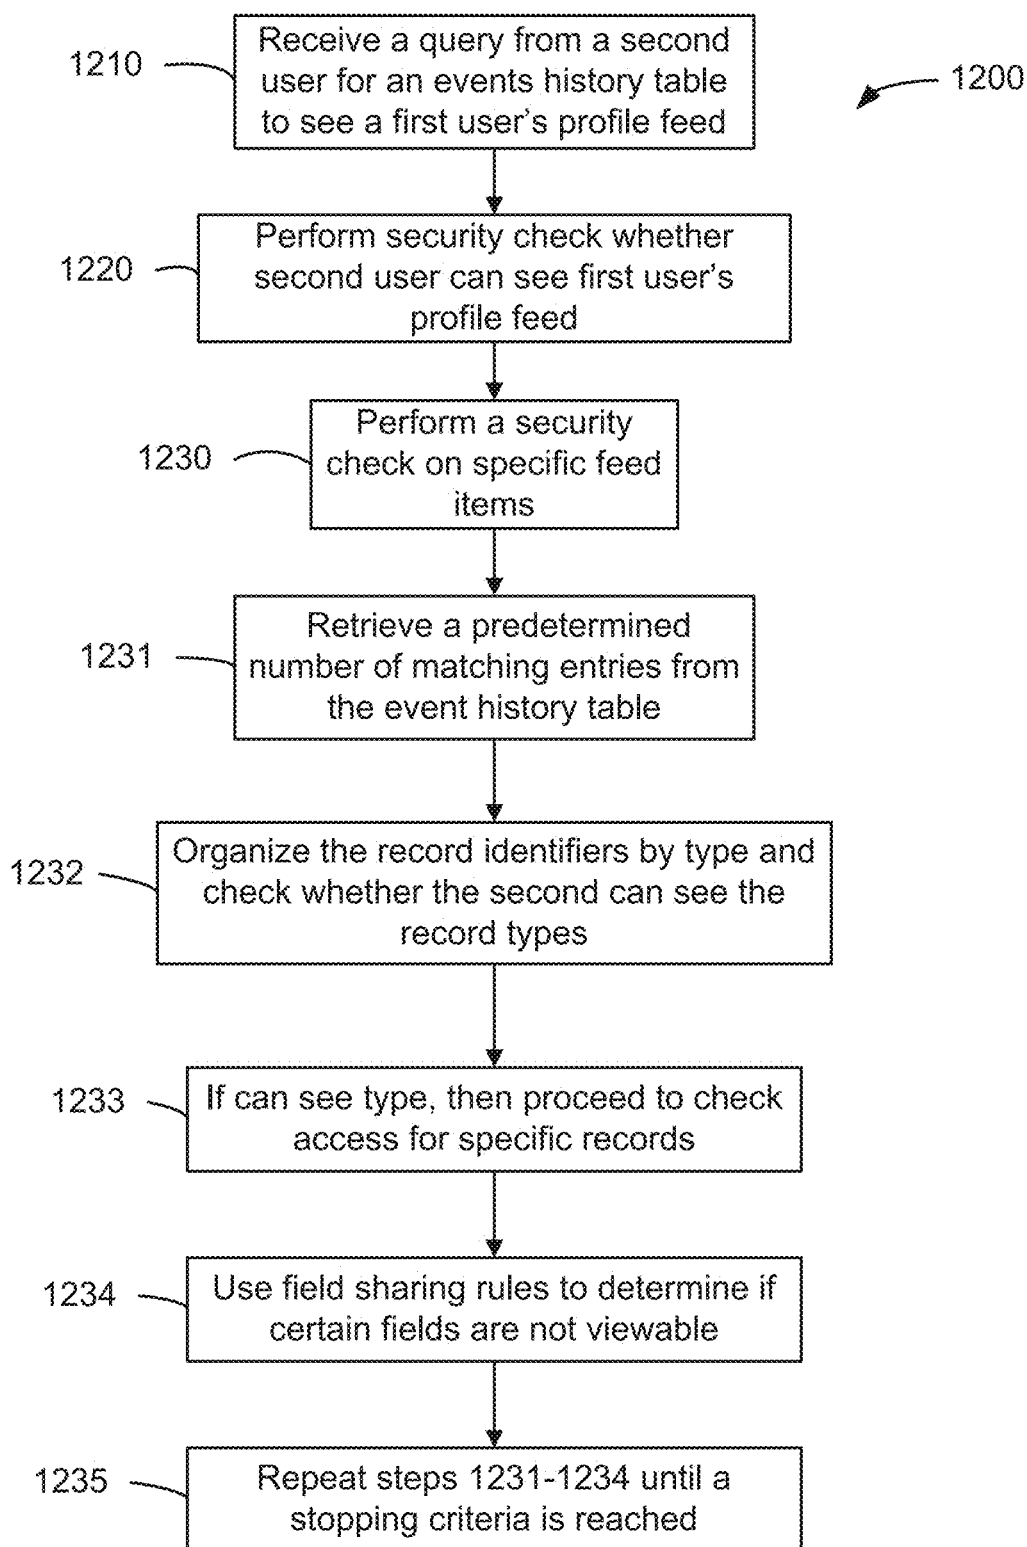 Receive a query from a second
user for an events history table
to see a first user's profile feed
1210
1200
Perform security check whether
second user can see first user's
profile feed
1220
Perform a security
check on specific feed
items
1230
Retrieve a predetermined
number of matching entries from
the event history table
1231
Organize the record identifiers by type and
check whether the second can see the
record types
1232
If can see type, then proceed to check
access for specific records
1233
Use field sharing rules to determine if
certain fields are not viewable
1234
Repeat steps 1231-1234 until a
stopping criteria is reached
1235